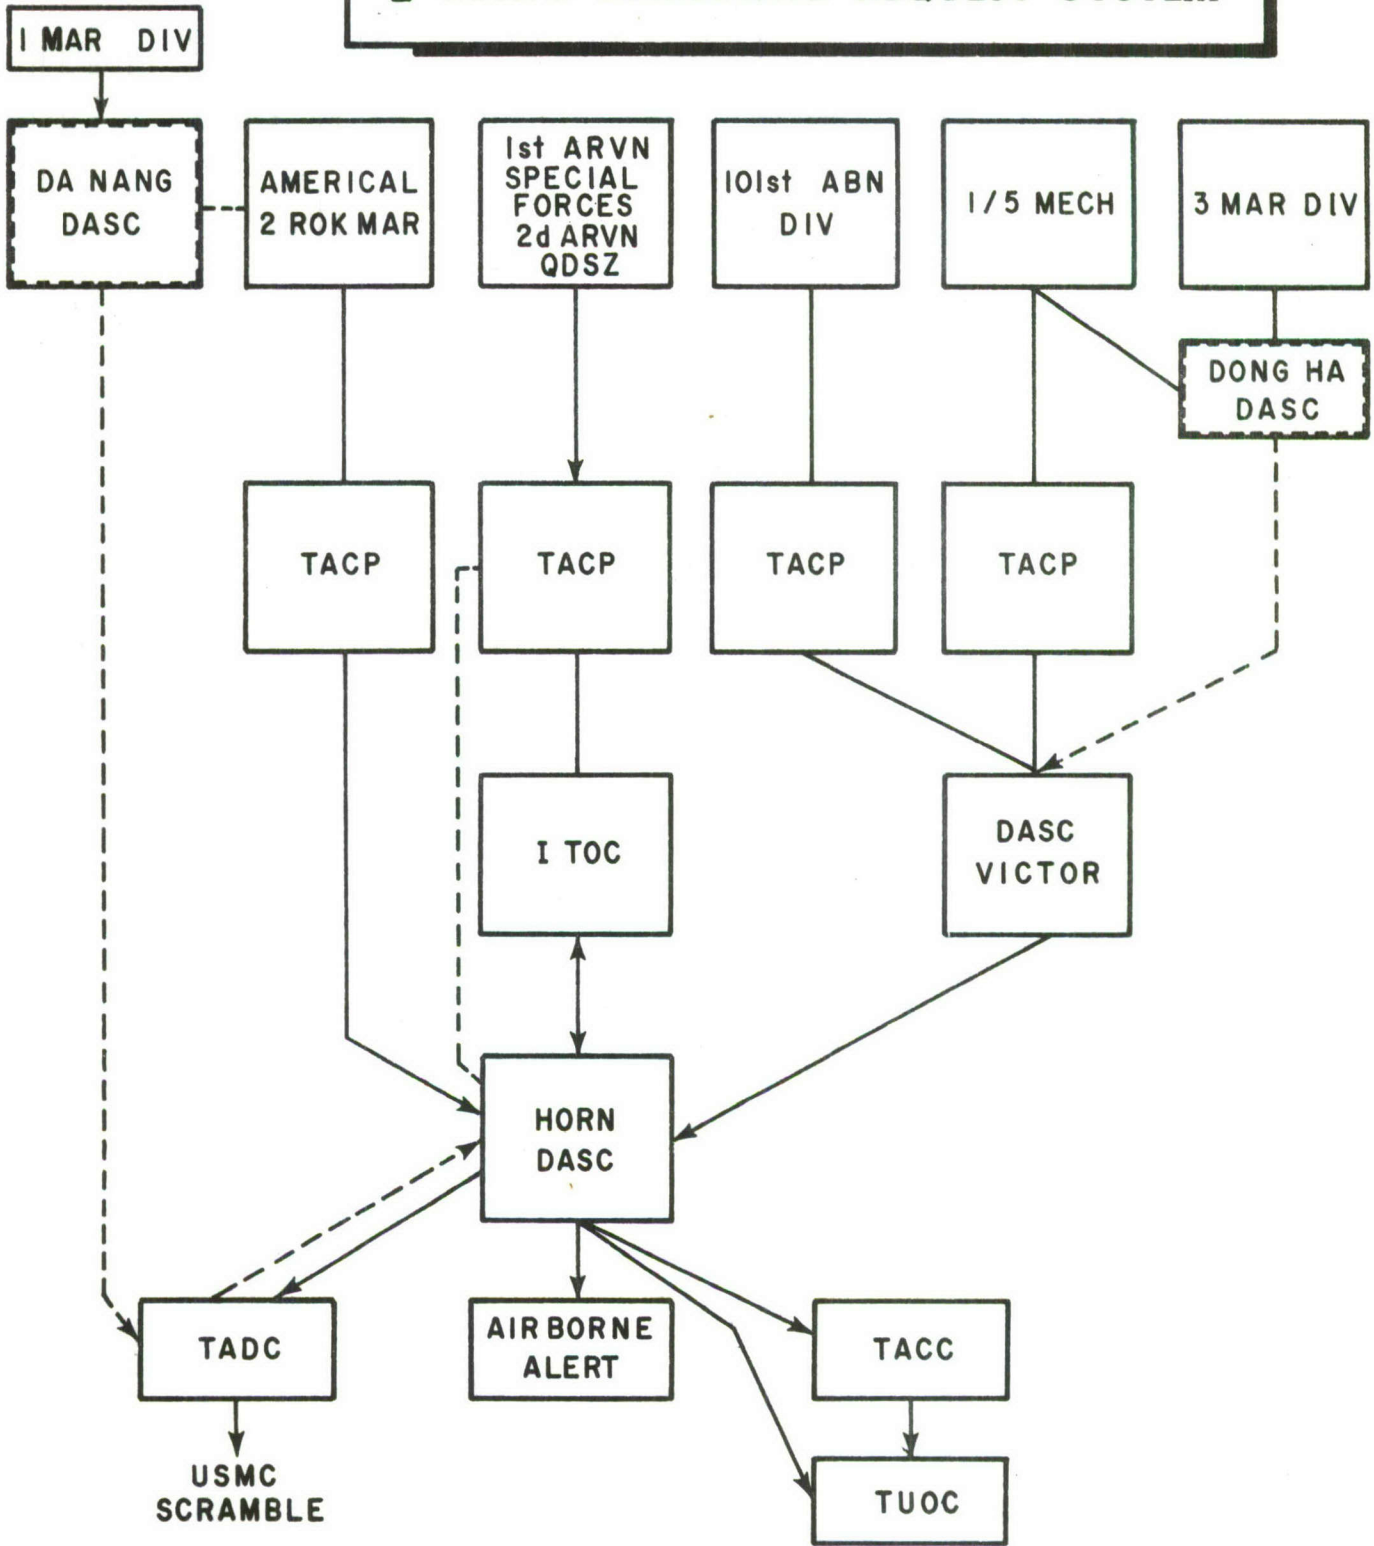 1 MAR DIV
DA NANG
DASC
AMERICAL
2 ROK MAR
1st ARVN
SPECIAL
FORCES
2d ARVN
QDSZ
101st ABN
DIV
1/5 MECH
3 MAR DIV
DONG HA
DASC
TACP
TACP
TACP
TACP
I TOC
DASC
VICTOR
HORN
DASC
TADC
AIRBORNE
ALERT
TACC
USMC
SCRAMBLE
TUOC